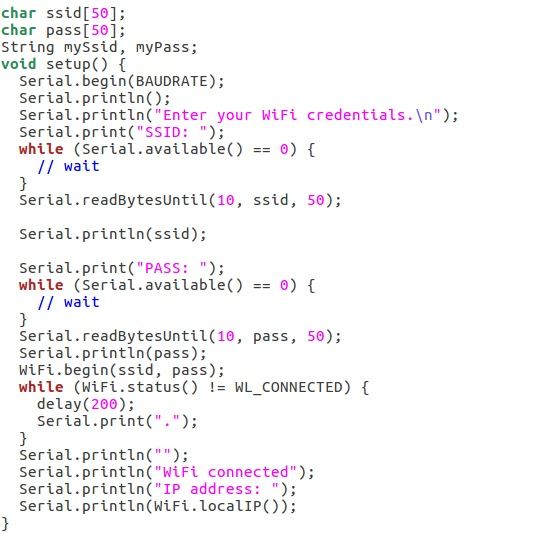 char ssid[50];
char pass[50];
String mySsid, myPass;
void setup() {
  Serial.begin(BAUDRATE);
  Serial.println();
  Serial.println("Enter your WiFi credentials.\n");
  Serial.print("SSID: ");
  while (Serial.available() == 0) {
    // wait
  }
  Serial.readBytesUntil(10, ssid, 50);

  Serial.println(ssid);

  Serial.print("PASS: ");
  while (Serial.available() == 0) {
    // wait
  }
  Serial.readBytesUntil(10, pass, 50);
  Serial.println(pass);
  WiFi.begin(ssid, pass);
  while (WiFi.status() != WL_CONNECTED) {
    delay(200);
    Serial.print(".");
  }
  Serial.println("");
  Serial.println("WiFi connected");
  Serial.println("IP address: ");
  Serial.println(WiFi.localIP());
}